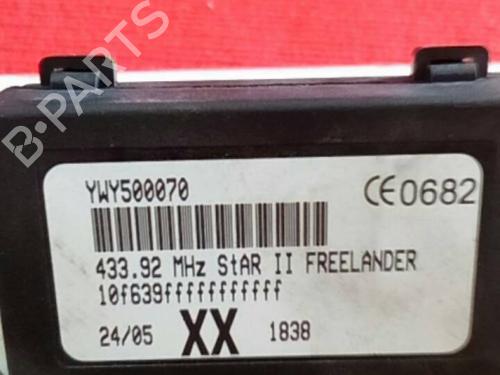 B-PARTS
YWY500070
CE0682
433.92 MHz StAR II FREELANDER
10f639fffffffffff
24/05 XX 1838